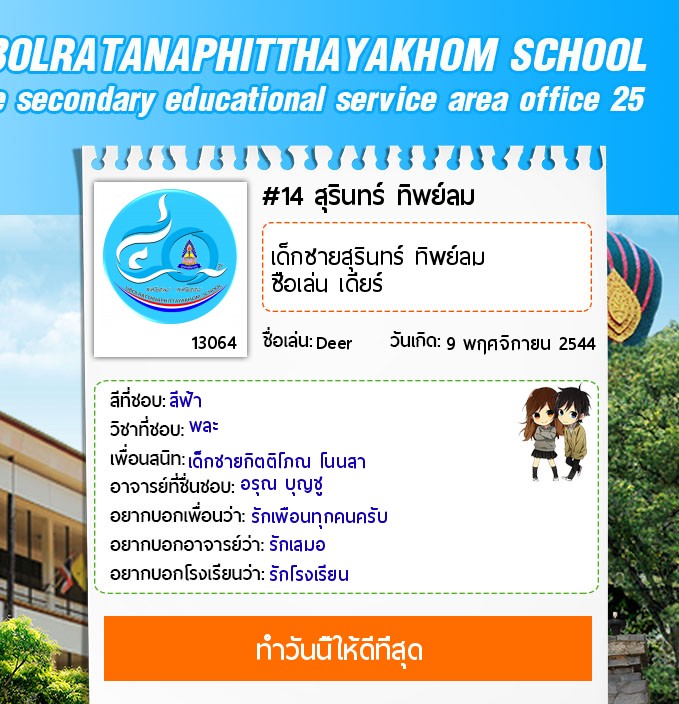 BOLRATANAPHITTHAYAKHOM SCHOOL
secondary educational service area office 25
#14 สุรินทร์ ทิพย์ลม
เด็กชายสุรินทร์ ทิพย์ลม
ชื่อเล่น เดียร์
13064
ชื่อเล่น: Deer วันเกิด: 9 พฤศจิกายน 2544
สีที่ชอบ: สีฟ้า
วิชาที่ชอบ: พละ
เพื่อนสนิท: เด็กชายกิตติโภณ โนนสา
อาจารย์ที่ชื่นชอบ: อรุณ บุญชู
อยากบอกเพื่อนว่า: รักเพื่อนทุกคนครับ
อยากบอกอาจารย์ว่า: รักเสมอ
อยากบอกโรงเรียนว่า: รักโรงเรียน
ทำวันนี้ให้ดีที่สุด